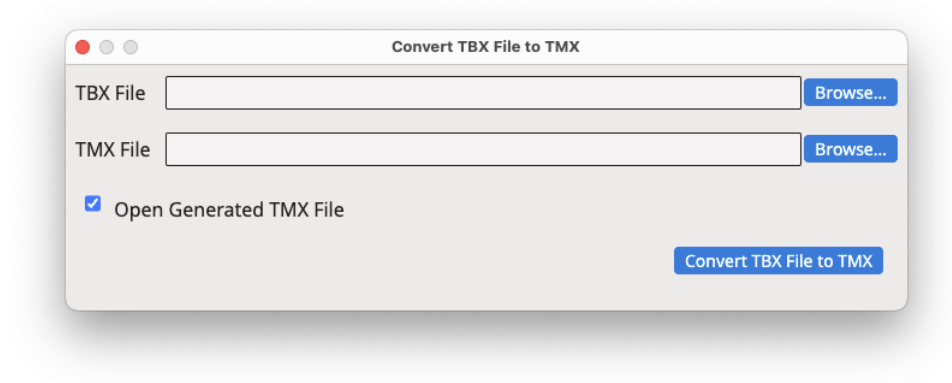 Convert TBX File to TMX
TBX File Browse...
TMX File Browse...
Open Generated TMX File
Convert TBX File to TMX